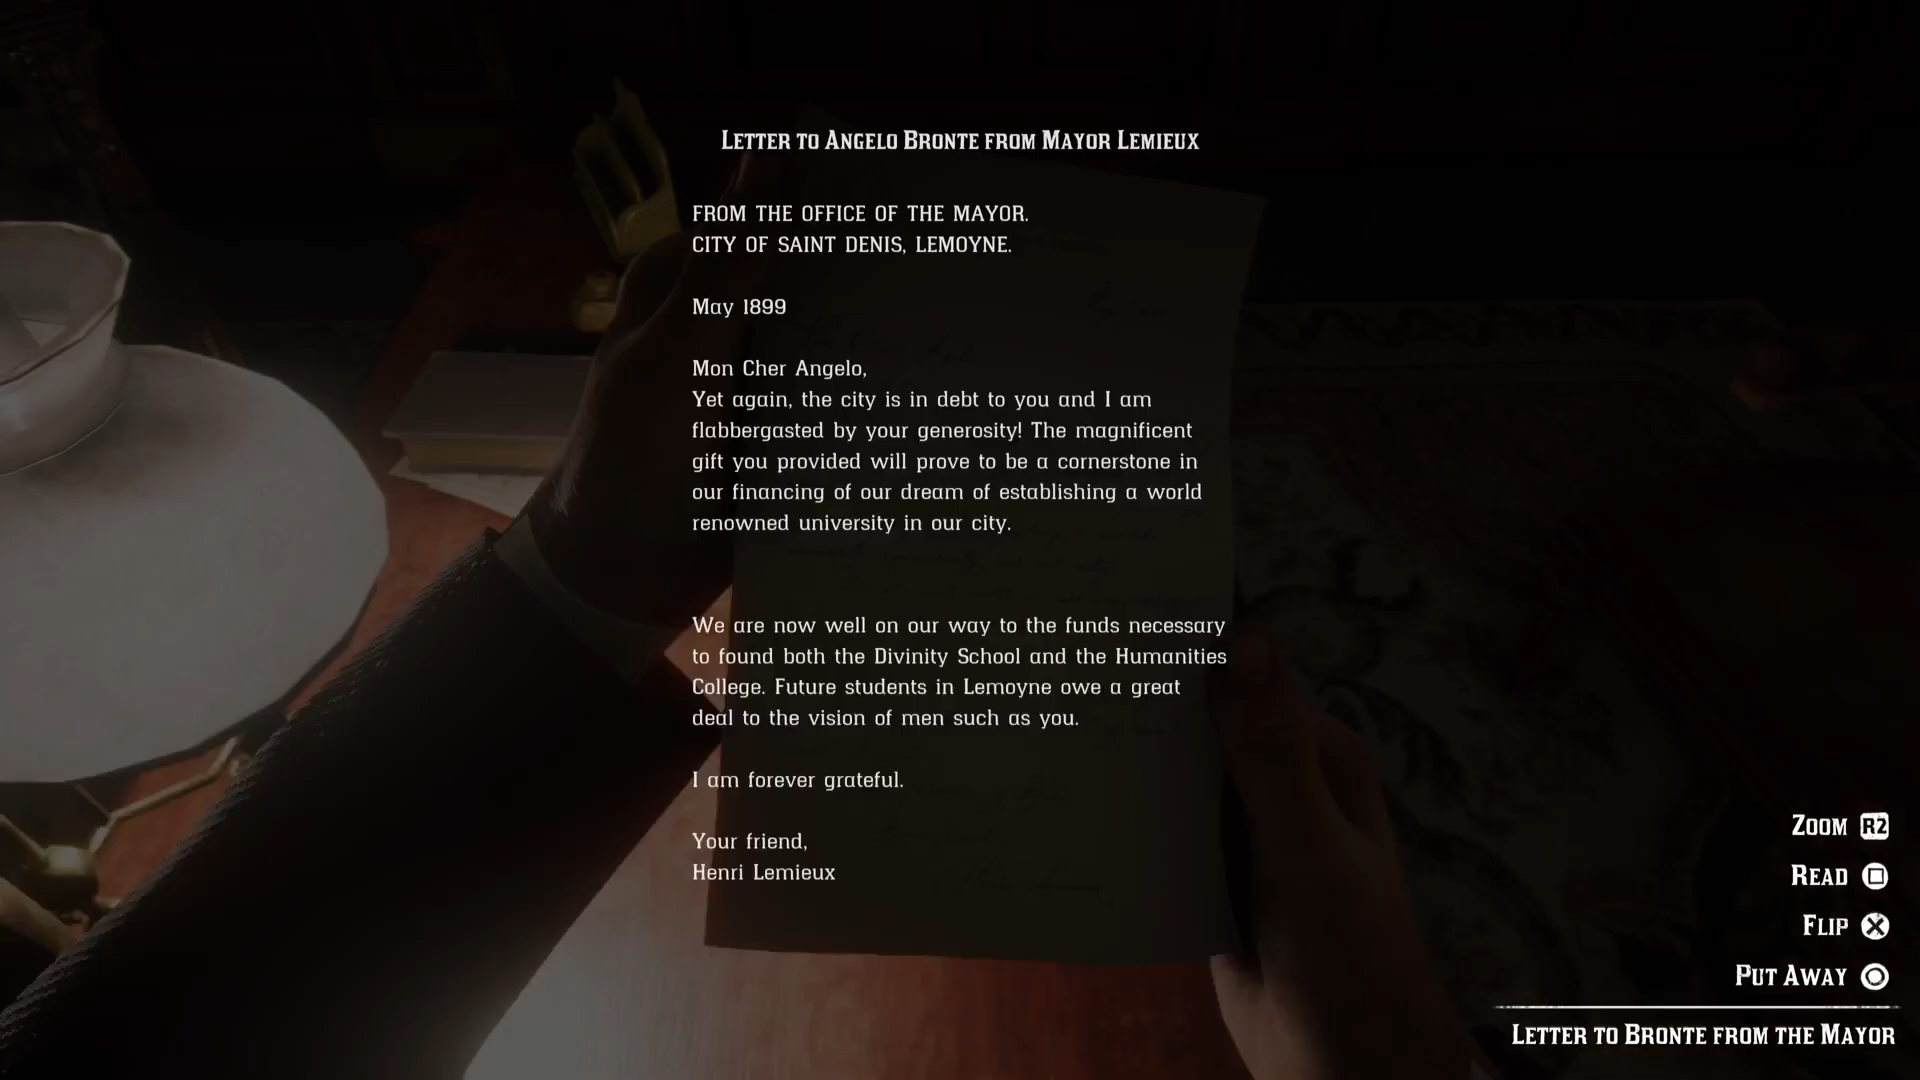 Letter to Angelo Bronte from Mayor Lemieux
FROM THE OFFICE OF THE MAYOR.
CITY OF SAINT DENIS, LEMOYNE.
May 1899
Mon Cher Angelo,
Yet again, the city is in debt to you and I am
flabbergasted by your generosity! The magnificent
gift you provided will prove to be a cornerstone in
our financing of our dream of establishing a world
renowned university in our city.
We are now well on our way to the funds necessary
to found both the Divinity School and the Humanities
College. Future students in Lemoyne owe a great
deal to the vision of men such as you.
I am forever grateful.
Your friend,
Henri Lemieux
Zoom R2
Read
Flip
Put Away
Letter to Bronte from the Mayor